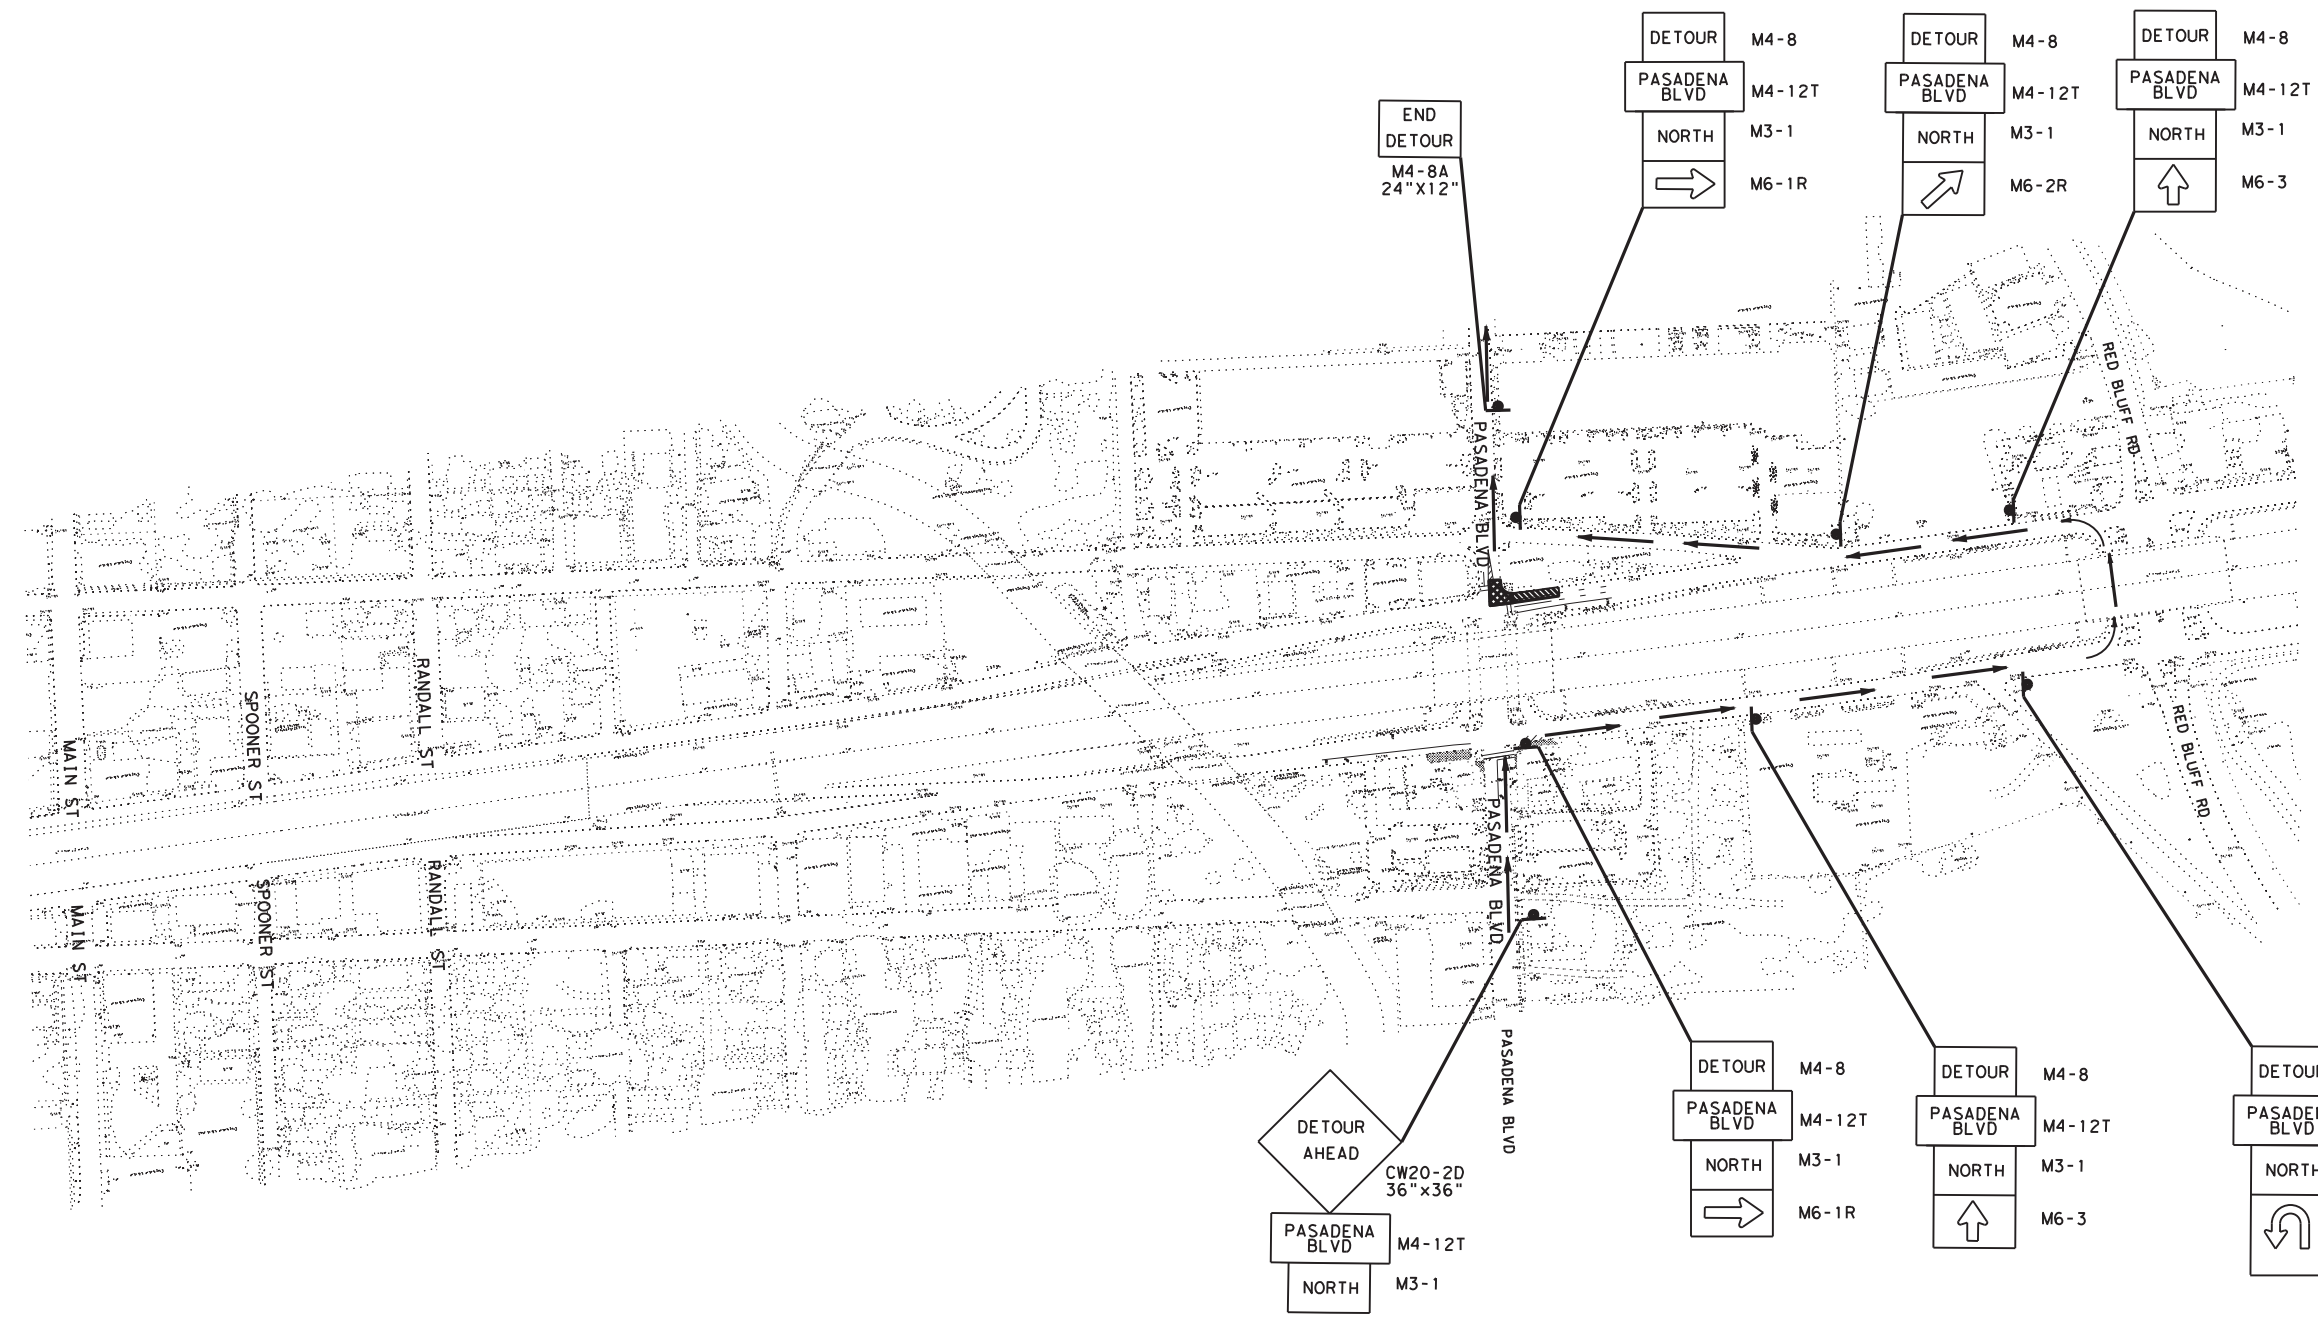 DETOUR
M4-8
PASADENA
BLVD
M4-12T
NORTH
M3-1
M6-1R
DETOUR
M4-8
PASADENA
BLVD
M4-12T
NORTH
M3-1
M6-2R
DETOUR
M4-8
PASADENA
BLVD
M4-12T
NORTH
M3-1
M6-3
END
DETOUR
M4-8A
24"X12"
RED BLUFF RD
PASADENA BLVD
RANDALL ST
SPOONER ST
MAIN ST
RED BLUFF RD
PASADENA BLVD
RANDALL ST
SPOONER ST
MAIN ST
PASADENA BLVD
DETOUR
AHEAD
CW20-2D
36"x36"
PASADENA
BLVD
M4-12T
NORTH
M3-1
DETOUR
M4-8
PASADENA
BLVD
M4-12T
NORTH
M3-1
M6-1R
DETOUR
M4-8
PASADENA
BLVD
M4-12T
NORTH
M3-1
M6-3
DETOU
PASADE
BLVD
NORTH